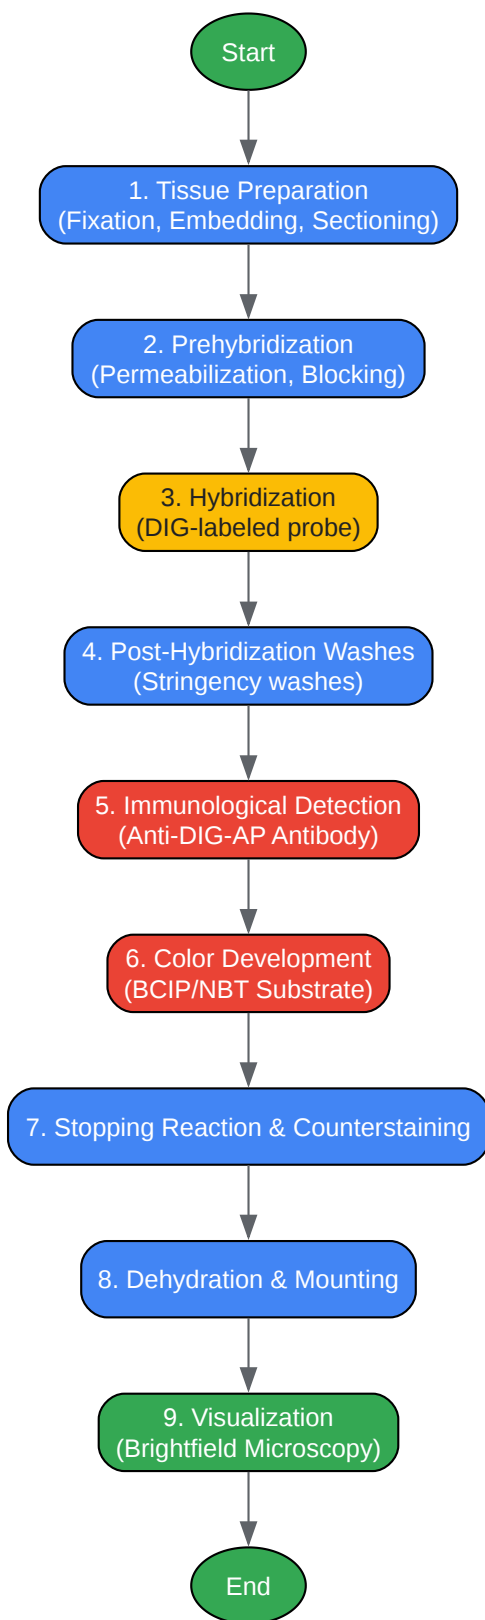 Start
1. Tissue Preparation
(Fixation, Embedding, Sectioning)
2. Prehybridization
(Permeabilization, Blocking)
3. Hybridization
(DIG-labeled probe)
4. Post-Hybridization Washes
(Stringency washes)
5. Immunological Detection
(Anti-DIG-AP Antibody)
6. Color Development
(BCIP/NBT Substrate)
7. Stopping Reaction & Counterstaining
8. Dehydration & Mounting
9. Visualization
(Brightfield Microscopy)
End